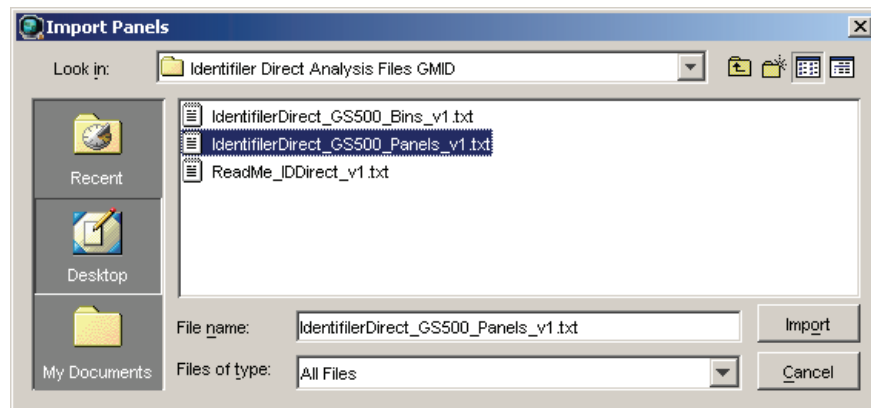 Import Panels
Look in: Identifiler Direct Analysis Files GMID
IdentifilerDirect_GS500_Bins_v1.txt
IdentifilerDirect_GS500_Panels_v1.txt
ReadMe_IDDirect_v1.txt
Recent
Desktop
My Documents
File name: IdentifilerDirect_GS500_Panels_v1.txt Import
Files of type: All Files Cancel